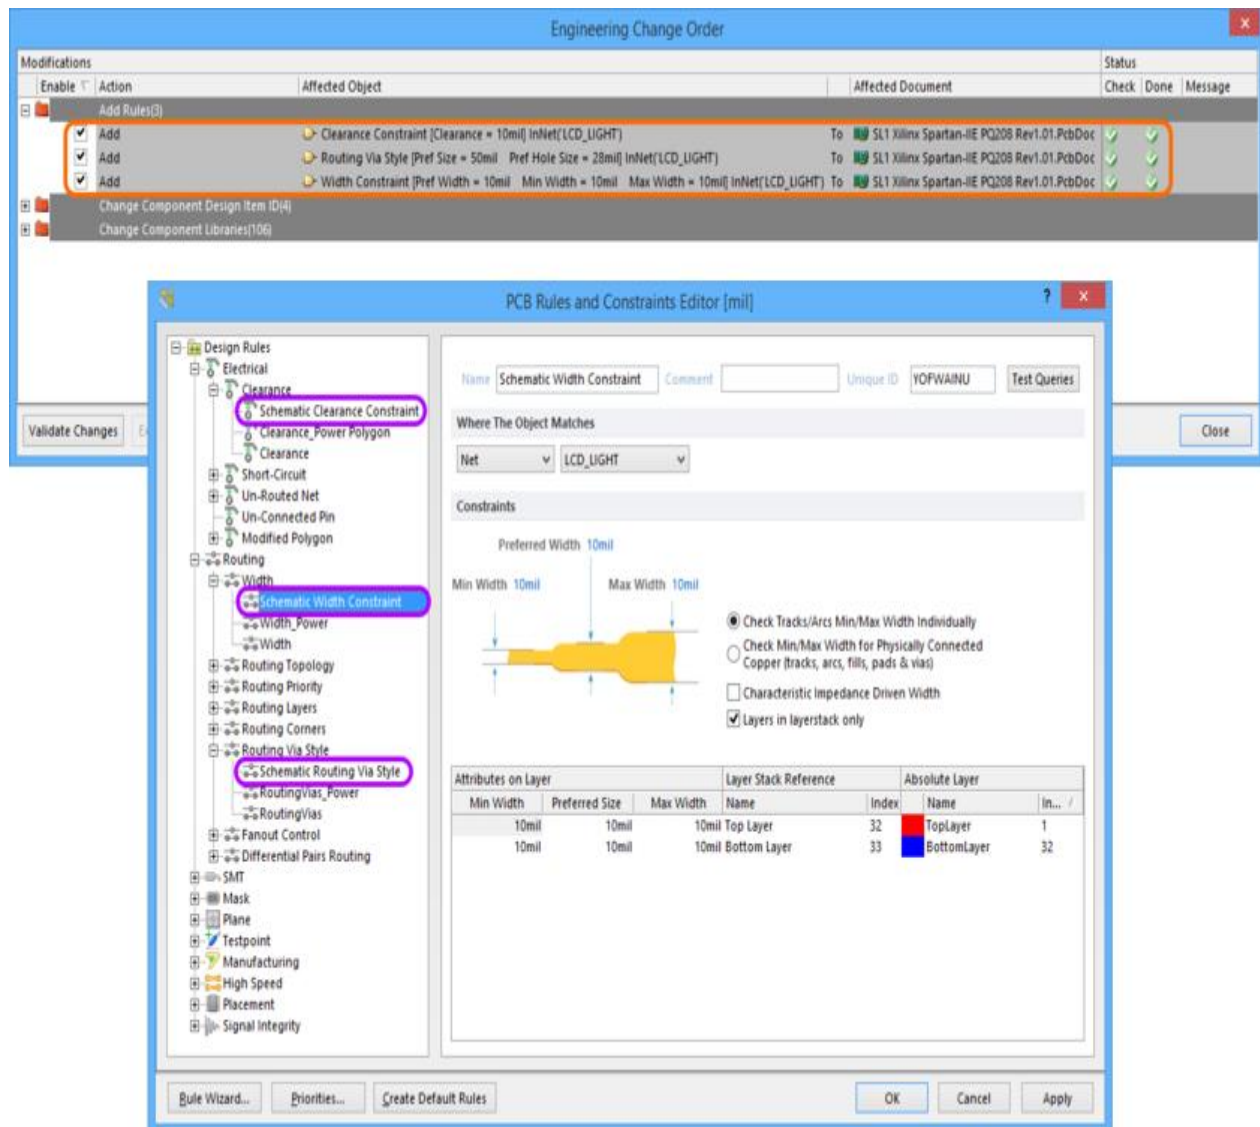 Engineering Change Order
Modifications Status
Enable Action Affected Object Affected Document Check Done Message
Add Rules(3)
Add Clearance Constraint [Clearance = 10mil] InNet('LCD_LIGHT') To SL1 Xilinx Spartan-IIE PQ208 Rev1.01.PcbDoc
Add Routing Via Style [Pref Size = 50mil Pref Hole Size = 28mil] InNet('LCD_LIGHT') To SL1 Xilinx Spartan-IIE PQ208 Rev1.01.PcbDoc
Add Width Constraint [Pref Width = 10mil Min Width = 10mil Max Width = 10mil] InNet('LCD_LIGHT') To SL1 Xilinx Spartan-IIE PQ208 Rev1.01.PcbDoc
Change Component Design Item ID(4)
Change Component Libraries(106)
Validate Changes
Close
PCB Rules and Constraints Editor [mil]
?
Design Rules
Electrical
Clearance
Schematic Clearance Constraint
Clearance_Power Polygon
Clearance
Short-Circuit
Un-Routed Net
Un-Connected Pin
Modified Polygon
Routing
Width
Schematic Width Constraint
Width_Power
Width
Routing Topology
Routing Priority
Routing Layers
Routing Corners
Routing Via Style
Schematic Routing Via Style
RoutingVias_Power
RoutingVias
Fanout Control
Differential Pairs Routing
SMT
Mask
Plane
Testpoint
Manufacturing
High Speed
Placement
Signal Integrity
Name Schematic Width Constraint Comment Unique ID YOFWAINU Test Queries
Where The Object Matches
Net LCD_LIGHT
Constraints
Preferred Width 10mil
Min Width 10mil Max Width 10mil
Check Tracks/Arcs Min/Max Width Individually
Check Min/Max Width for Physically Connected
Copper (tracks, arcs, fills, pads & vias)
Characteristic Impedance Driven Width
Layers in layerstack only
Attributes on Layer Layer Stack Reference Absolute Layer
Min Width Preferred Size Max Width Name Index Name In...
10mil 10mil 10mil Top Layer 32 TopLayer 1
10mil 10mil 10mil Bottom Layer 33 BottomLayer 32
Rule Wizard... Priorities... Create Default Rules OK Cancel Apply